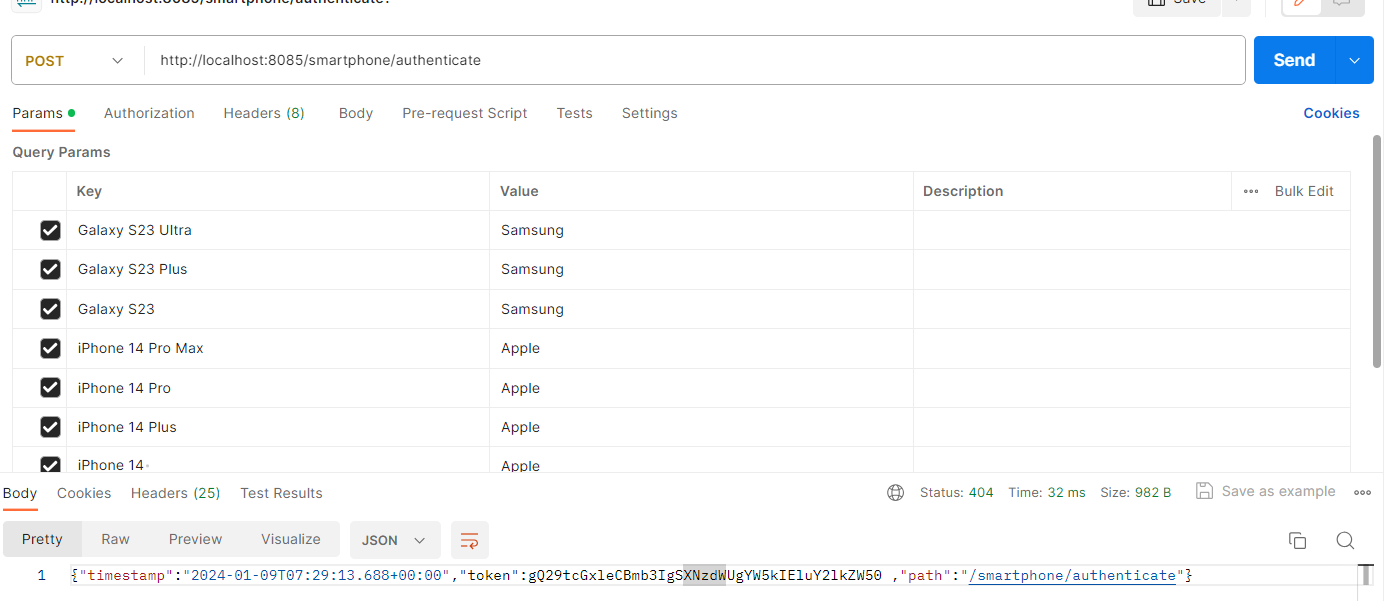 http://localhost:8085/smartphone/authenticate?
Save
POST http://localhost:8085/smartphone/authenticate Send
Params Authorization Headers (8) Body Pre-request Script Tests Settings Cookies
Query Params
Key Value Description Bulk Edit
Galaxy S23 Ultra Samsung
Galaxy S23 Plus Samsung
Galaxy S23 Samsung
iPhone 14 Pro Max Apple
iPhone 14 Pro Apple
iPhone 14 Plus Apple
iPhone 14 Apple
Body Cookies Headers (25) Test Results Status: 404 Time: 32 ms Size: 982 B Save as example
Pretty Raw Preview Visualize JSON
1 {"timestamp":"2024-01-09T07:29:13.688+00:00","token":gQ29tcGxleCBmb3IgSXNzdWUgYW5kIEluY2lkZW50 ,"path":"/smartphone/authenticate"}